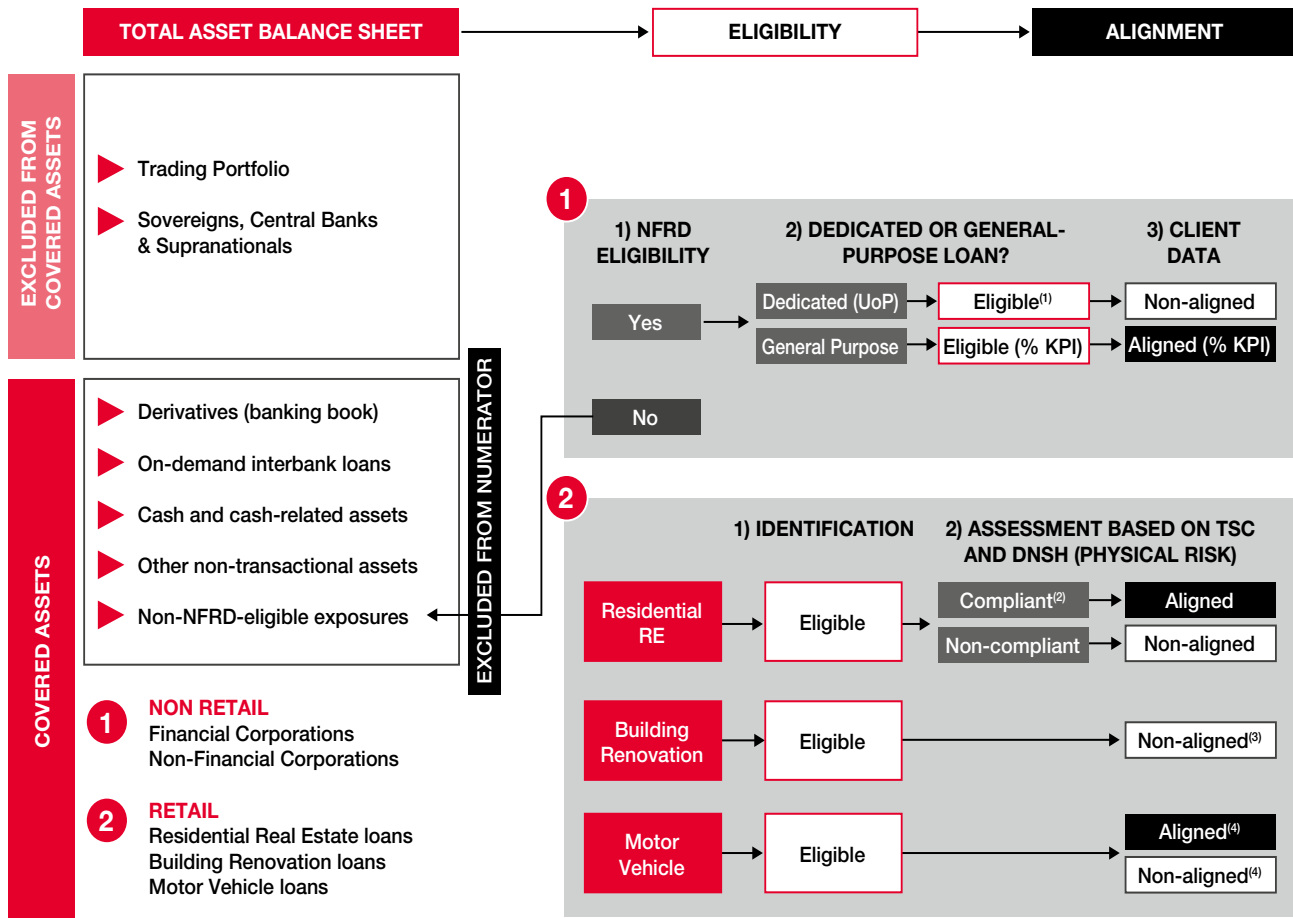 TOTAL ASSET BALANCE SHEET
ELIGIBILITY
ALIGNMENT
EXCLUDED FROM
COVERED ASSETS
Trading Portfolio
Sovereigns, Central Banks
& Supranationals
COVERED ASSETS
Derivatives (banking book)
On-demand interbank loans
Cash and cash-related assets
Other non-transactional assets
Non-NFRD-eligible exposures
EXCLUDED FROM NUMERATOR
1
NON RETAIL
Financial Corporations
Non-Financial Corporations
2
RETAIL
Residential Real Estate loans
Building Renovation loans
Motor Vehicle loans
1
1) NFRD
ELIGIBILITY
2) DEDICATED OR GENERAL-
PURPOSE LOAN?
3) CLIENT
DATA
Yes
Dedicated (UoP)
Eligible(1)
Non-aligned
General Purpose
Eligible (% KPI)
Aligned (% KPI)
No
2
1) IDENTIFICATION
2) ASSESSMENT BASED ON TSC
AND DNSH (PHYSICAL RISK)
Residential
RE
Eligible
Compliant(2)
Aligned
Non-compliant
Non-aligned
Building
Renovation
Eligible
Non-aligned(3)
Motor
Vehicle
Eligible
Aligned(4)
Non-aligned(4)